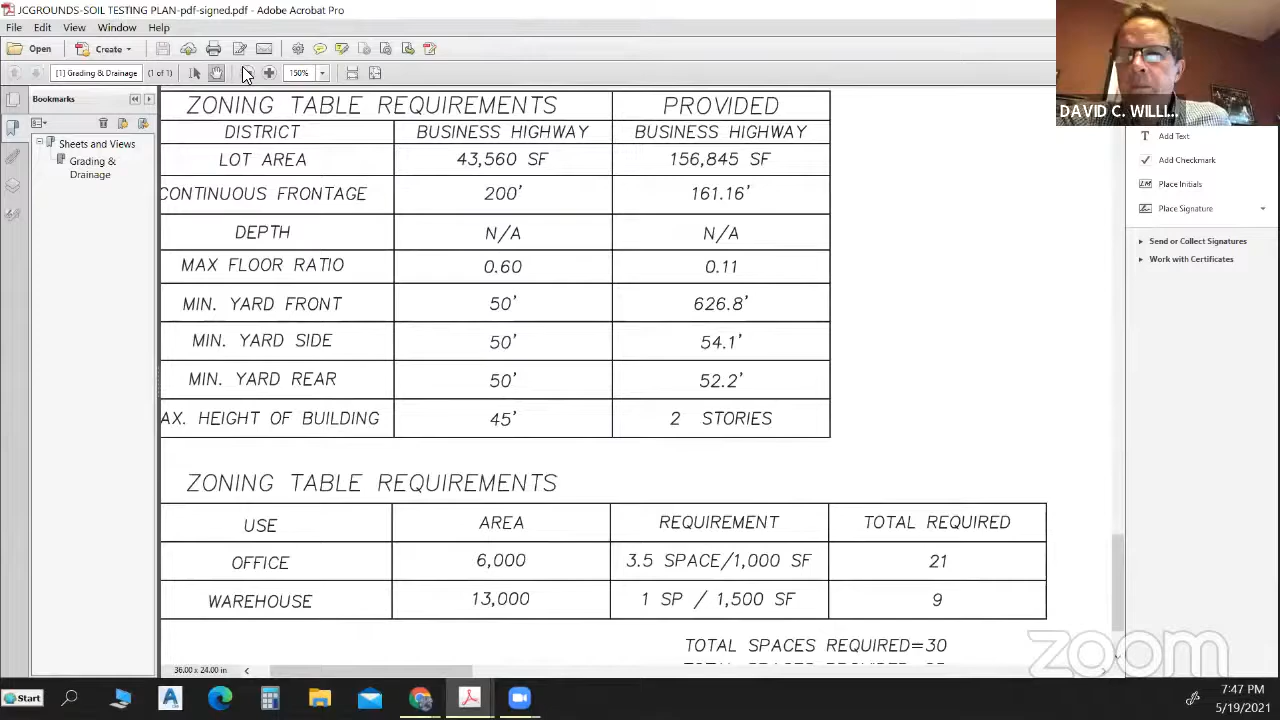 JCGROUNDS-SOIL TESTING PLAN-pdf-signed.pdf - Adobe Acrobat Pro
File Edit View Window Help
Open Create
[1] Grading & Drainage (1 of 1) 150%
Bookmarks
Sheets and Views
Grading &
Drainage
ZONING TABLE REQUIREMENTS PROVIDED
DISTRICT BUSINESS HIGHWAY BUSINESS HIGHWAY
LOT AREA 43,560 SF 156,845 SF
CONTINUOUS FRONTAGE 200' 161.16'
DEPTH N/A N/A
MAX FLOOR RATIO 0.60 0.11
MIN. YARD FRONT 50' 626.8'
MIN. YARD SIDE 50' 54.1'
MIN. YARD REAR 50' 52.2'
AX. HEIGHT OF BUILDING 45' 2 STORIES
ZONING TABLE REQUIREMENTS
USE AREA REQUIREMENT TOTAL REQUIRED
OFFICE 6,000 3.5 SPACE/1,000 SF 21
WAREHOUSE 13,000 1 SP / 1,500 SF 9
TOTAL SPACES REQUIRED=30
36.00 x 24.00 in
DAVID C. WILLI...
Add Text
Add Checkmark
Place Initials
Place Signature
Send or Collect Signatures
Work with Certificates
zoom
Start
7:47 PM
5/19/2021